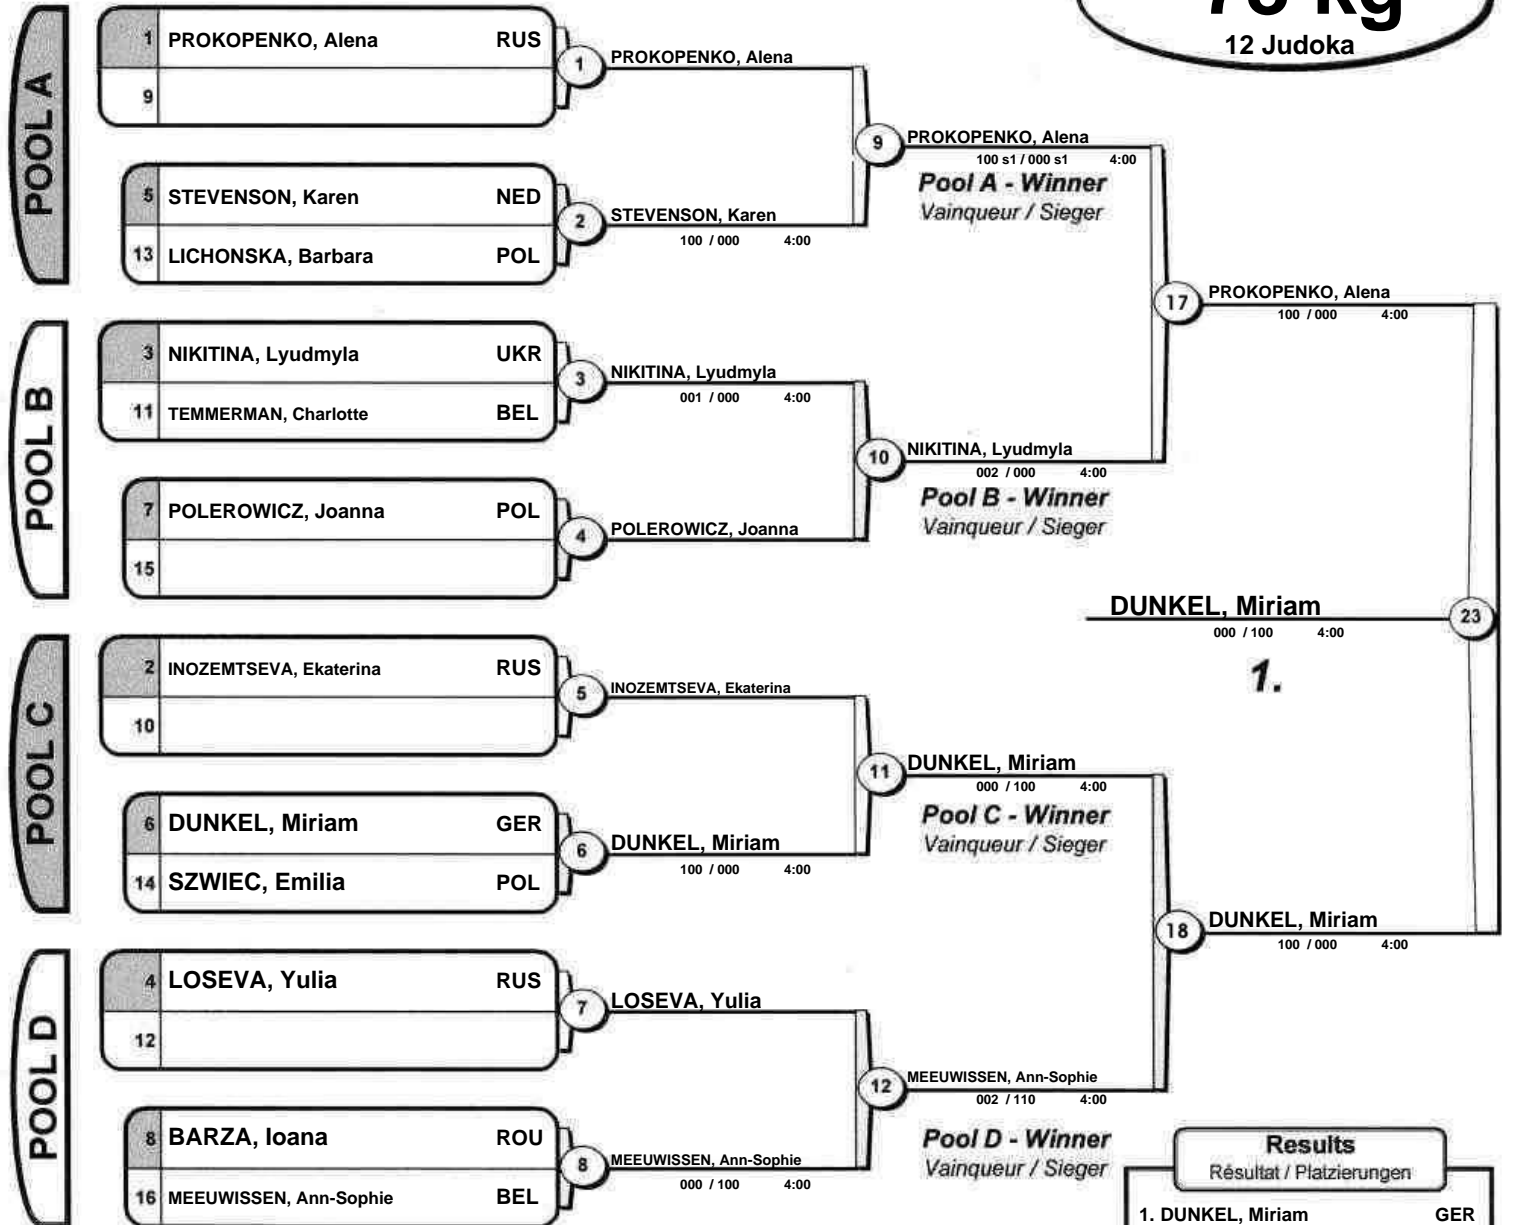 78 kg
12 Judoka
POOL A
1 PROKOPENKO, Alena RUS
9
1 PROKOPENKO, Alena
5 STEVENSON, Karen NED
13 LICHONSKA, Barbara POL
2 STEVENSON, Karen
100 / 000 4:00
9 PROKOPENKO, Alena
100 s1 / 000 s1 4:00
Pool A - Winner
Vainqueur / Sieger
POOL B
3 NIKITINA, Lyudmyla UKR
11 TEMMERMAN, Charlotte BEL
3 NIKITINA, Lyudmyla
001 / 000 4:00
7 POLEROWICZ, Joanna POL
15
4 POLEROWICZ, Joanna
10 NIKITINA, Lyudmyla
002 / 000 4:00
Pool B - Winner
Vainqueur / Sieger
17 PROKOPENKO, Alena
100 / 000 4:00
DUNKEL, Miriam 23
000 / 100 4:00
1.
POOL C
2 INOZEMTSEVA, Ekaterina RUS
10
5 INOZEMTSEVA, Ekaterina
6 DUNKEL, Miriam GER
14 SZWIEC, Emilia POL
6 DUNKEL, Miriam
100 / 000 4:00
11 DUNKEL, Miriam
000 / 100 4:00
Pool C - Winner
Vainqueur / Sieger
POOL D
4 LOSEVA, Yulia RUS
12
7 LOSEVA, Yulia
8 BARZA, Ioana ROU
16 MEEUWISSEN, Ann-Sophie BEL
8 MEEUWISSEN, Ann-Sophie
000 / 100 4:00
12 MEEUWISSEN, Ann-Sophie
002 / 110 4:00
Pool D - Winner
Vainqueur / Sieger
18 DUNKEL, Miriam
100 / 000 4:00
Results
Résultat / Platzierungen
1. DUNKEL, Miriam GER